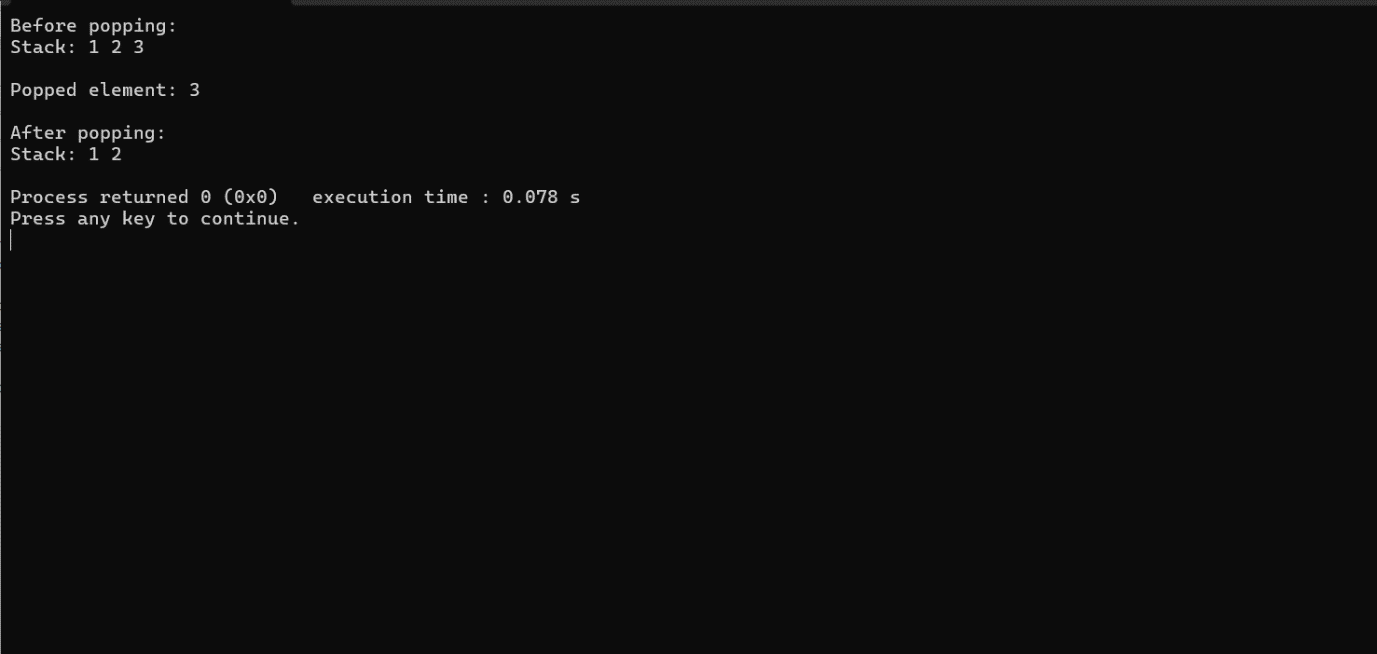 Before popping:
Stack: 1 2 3
Popped element: 3
After popping:
Stack: 1 2
Process returned 0 (0x0)   execution time : 0.078 s
Press any key to continue.